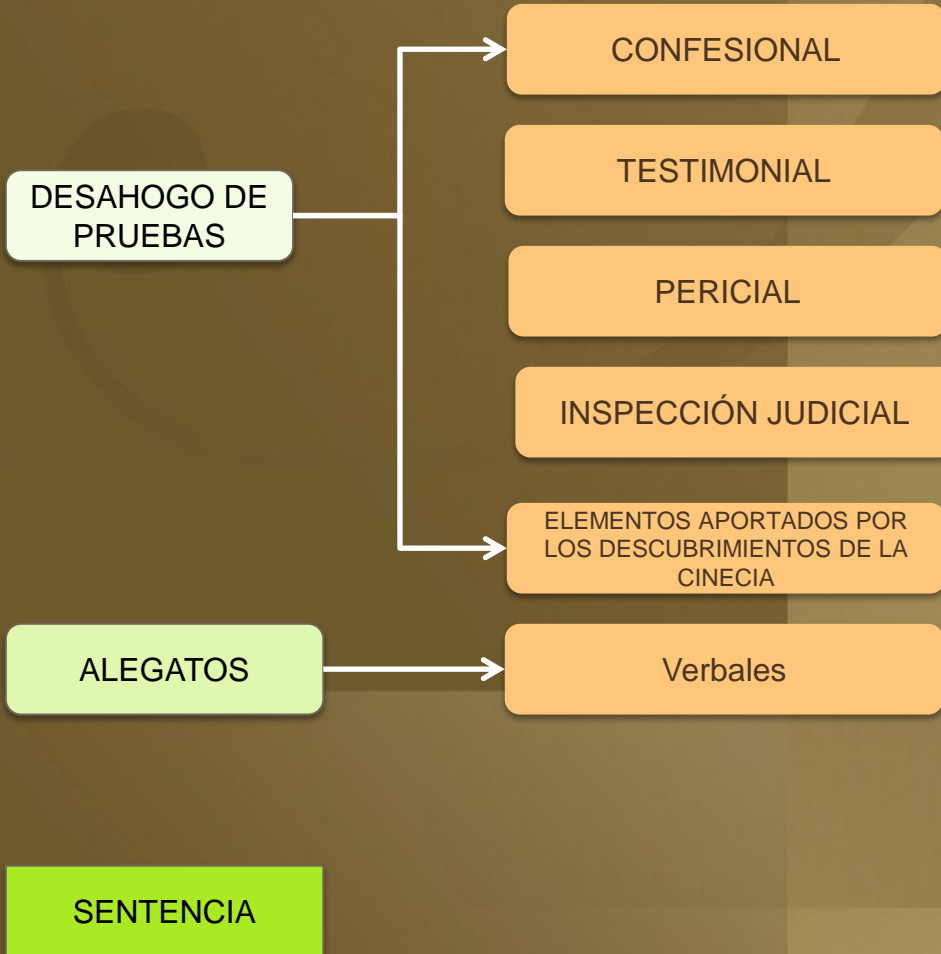 DESAHOGO DE
PRUEBAS
CONFESIONAL
TESTIMONIAL
PERICIAL
INSPECCIÓN JUDICIAL
ELEMENTOS APORTADOS POR
LOS DESCUBRIMIENTOS DE LA
CINECIA
ALEGATOS
Verbales
SENTENCIA